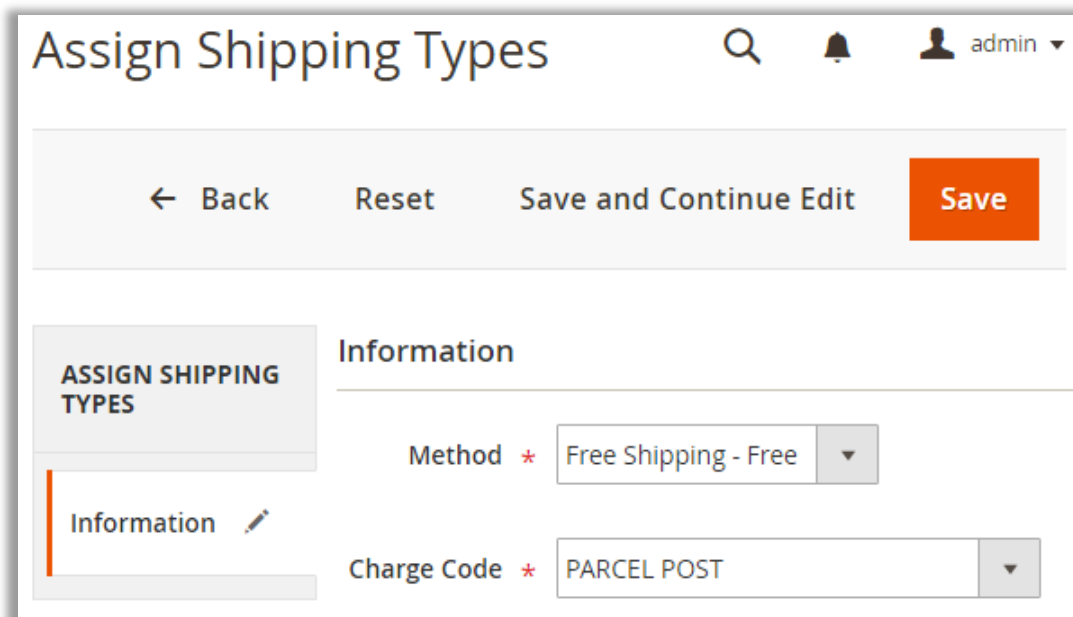 Assign Shipping Types
admin
← Back Reset Save and Continue Edit Save
ASSIGN SHIPPING
TYPES
Information
Information
Method * Free Shipping - Free
Charge Code * PARCEL POST